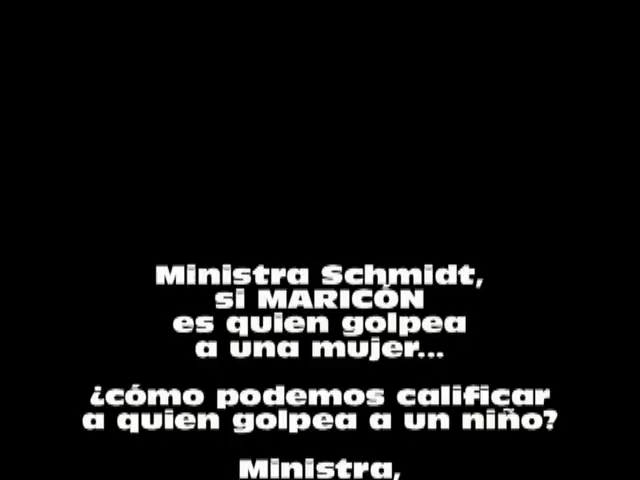 Ministra Schmidt,
si MARICÓN
es quien golpea
a una mujer...
¿cómo podemos calificar
a quien golpea a un niño?
Ministra,